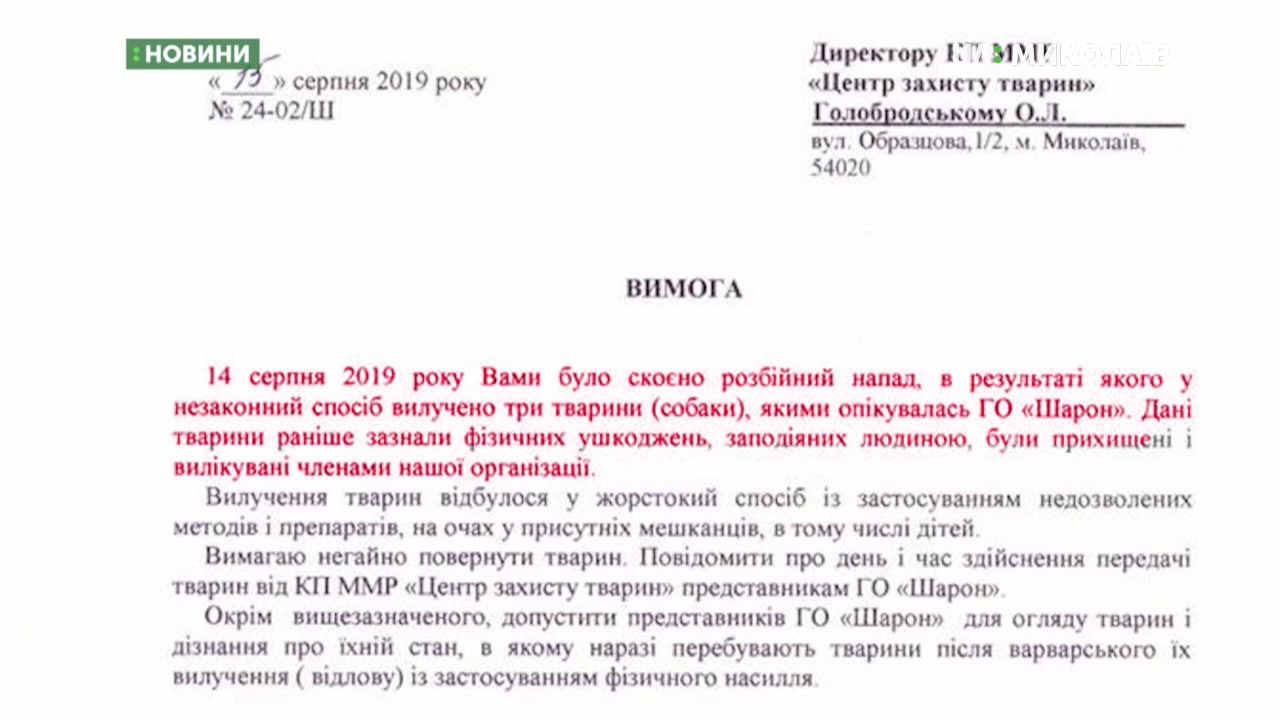 :НОВИНИ
« 15 » серпня 2019 року
№ 24-02/Ш
Директору КП ММР
«Центр захисту тварин»
Голобродському О.Л.
вул. Образцова,1/2, м. Миколаїв,
54020
МИКОЛАЇВ
ВИМОГА
14 серпня 2019 року Вами було скоєно розбійний напад, в результаті якого у
незаконний спосіб вилучено три тварини (собаки), якими опікувалась ГО «Шарон». Дані
тварини раніше зазнали фізичних ушкоджень, заподіяних людиною, були прихищені і
вилікувані членами нашої організації.
Вилучення тварин відбулося у жорстокий спосіб із застосуванням недозволених
методів і препаратів, на очах у присутніх мешканців, в тому числі дітей.
Вимагаю негайно повернути тварин. Повідомити про день і час здійснення передачі
тварин від КП ММР «Центр захисту тварин» представникам ГО «Шарон».
Окрім вищезазначеного, допустити представників ГО «Шарон» для огляду тварин і
дізнання про їхній стан, в якому наразі перебувають тварини після варварського їх
вилучення ( відлову) із застосуванням фізичного насилля.